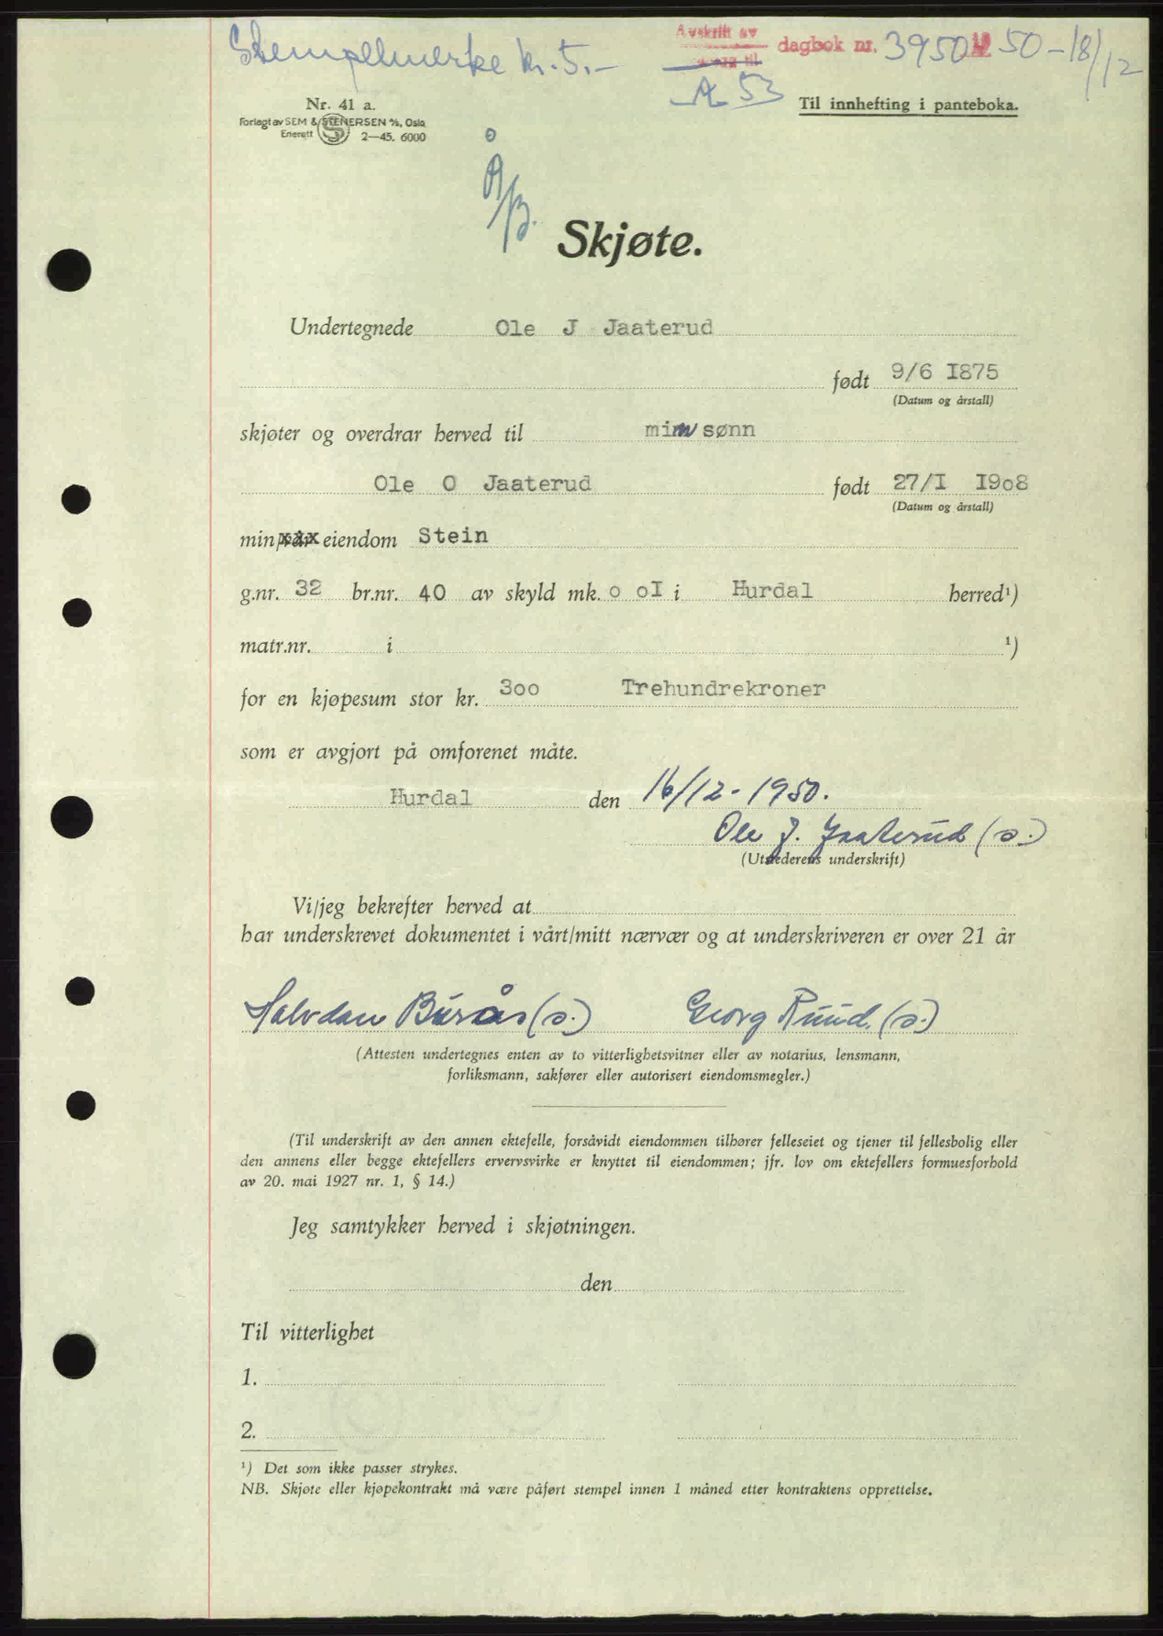 Stempelmerke kr. 5.-
Avskrift av dagbok nr. 3950 1950 - 18/12
A 53
Til innhefting i panteboka.
Nr. 41 a.
Forlagt av SEM & STENERSEN A/S, Oslo
Enerett 2—45. 6000
Å/B.
Skjøte.
Undertegnede Ole J Jaaterud
født 9/6 I875
(Datum og årstall)
skjøter og overdrar herved til min sønn
Ole O Jaaterud født 27/I I9o8
(Datum og årstall)
min/vår xxx eiendom Stein
g.nr. 32 br.nr. 40 av skyld mk. o oI i Hurdal herred¹)
matr.nr. i ¹)
for en kjøpesum stor kr. 3oo Trehundrekroner
som er avgjort på omforenet måte.
Hurdal den 16/12 - 1950.
Ole J. Jaaterud (s.)
(Utstederens underskrift)
Vi/jeg bekrefter herved at
har underskrevet dokumentet i vårt/mitt nærvær og at underskriveren er over 21 år
Halvdan Burås (s.) Georg Ruud. (s.)
(Attesten undertegnes enten av to vitterlighetsvitner eller av notarius, lensmann,
forliksmann, sakfører eller autorisert eiendomsmegler.)
(Til underskrift av den annen ektefelle, forsåvidt eiendommen tilhører felleseiet og tjener til fellesbolig eller
den annens eller begge ektefellers ervervsvirke er knyttet til eiendommen; jfr. lov om ektefellers formuesforhold
av 20. mai 1927 nr. 1, § 14.)
Jeg samtykker herved i skjøtningen.
den
Til vitterlighet
1.
2.
¹) Det som ikke passer strykes.
NB. Skjøte eller kjøpekontrakt må være påført stempel innen 1 måned etter kontraktens opprettelse.